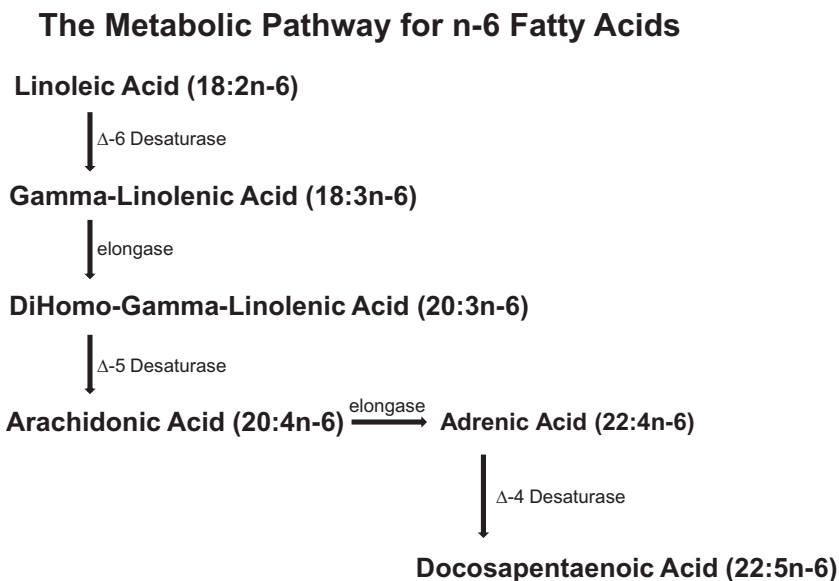 The Metabolic Pathway for n-6 Fatty Acids
Linoleic Acid (18:2n-6)
Δ-6 Desaturase
Gamma-Linolenic Acid (18:3n-6)
elongase
DiHomo-Gamma-Linolenic Acid (20:3n-6)
Δ-5 Desaturase
Arachidonic Acid (20:4n-6)
elongase
Adrenic Acid (22:4n-6)
Δ-4 Desaturase
Docosapentaenoic Acid (22:5n-6)